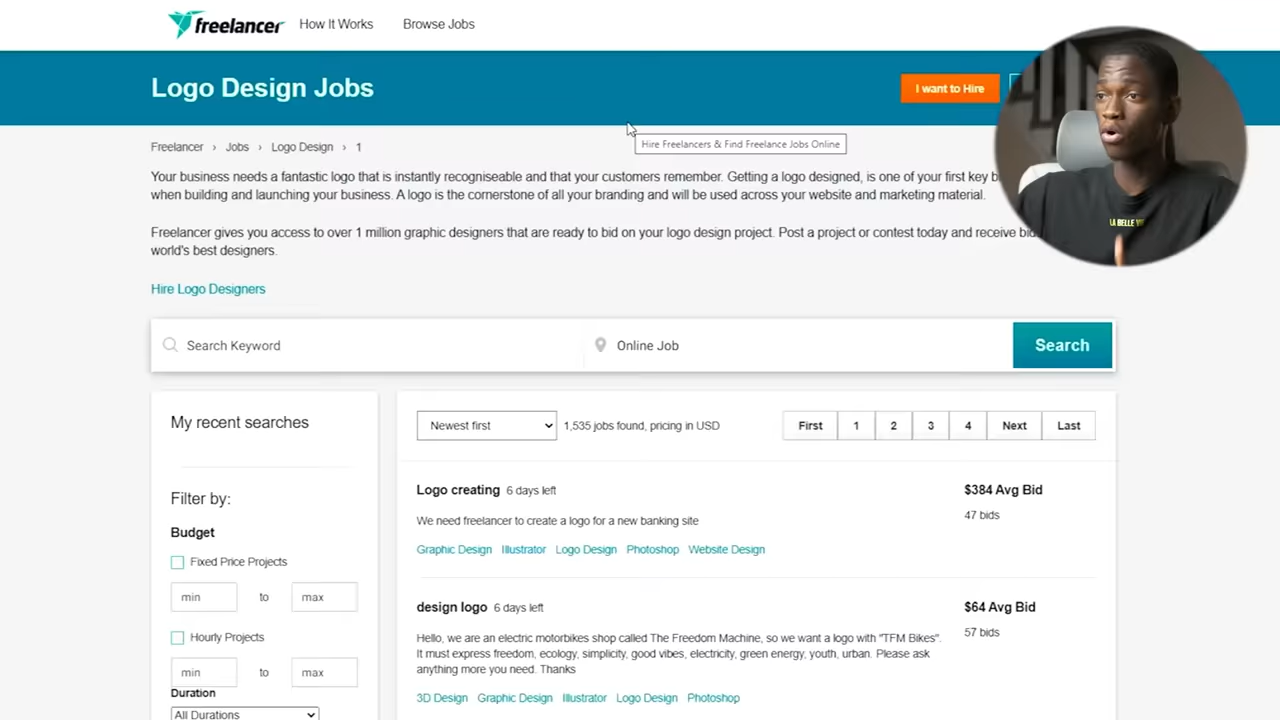 freelancer How It Works Browse Jobs
Logo Design Jobs
I want to Hire
Hire Freelancers & Find Freelance Jobs Online
Freelancer › Jobs › Logo Design › 1
Your business needs a fantastic logo that is instantly recogniseable and that your customers remember. Getting a logo designed, is one of your first key
when building and launching your business. A logo is the cornerstone of all your branding and will be used across your website and marketing material.
Freelancer gives you access to over 1 million graphic designers that are ready to bid on your logo design project. Post a project or contest today and receive
world's best designers.
Hire Logo Designers
Search Keyword Online Job Search
My recent searches
Filter by:
Budget
Fixed Price Projects
min to max
Hourly Projects
min to max
Duration
All Durations
Newest first 1,535 jobs found, pricing in USD First 1 2 3 4 Next Last
Logo creating 6 days left $384 Avg Bid
47 bids
We need freelancer to create a logo for a new banking site
Graphic Design Illustrator Logo Design Photoshop Website Design
design logo 6 days left $64 Avg Bid
57 bids
Hello, we are an electric motorbikes shop called The Freedom Machine, so we want a logo with "TFM Bikes".
It must express freedom, ecology, simplicity, good vibes, electricity, green energy, youth, urban. Please ask
anything more you need. Thanks
3D Design Graphic Design Illustrator Logo Design Photoshop
LA BELLE